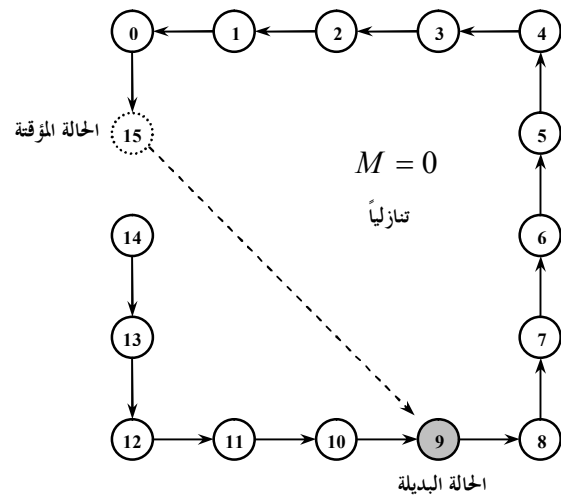 0 1 2 3 4
الحالة المؤقتة 15 5
M = 0
تنازلياً
14 6
13 7
12 11 10 9 8
الحالة البديلة